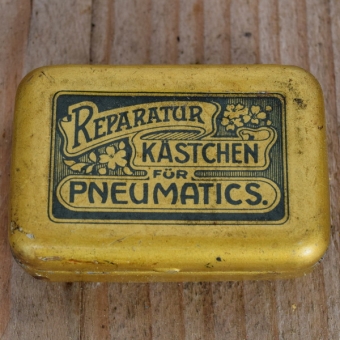 REPARATUR
KÄSTCHEN
FÜR
PNEUMATICS.